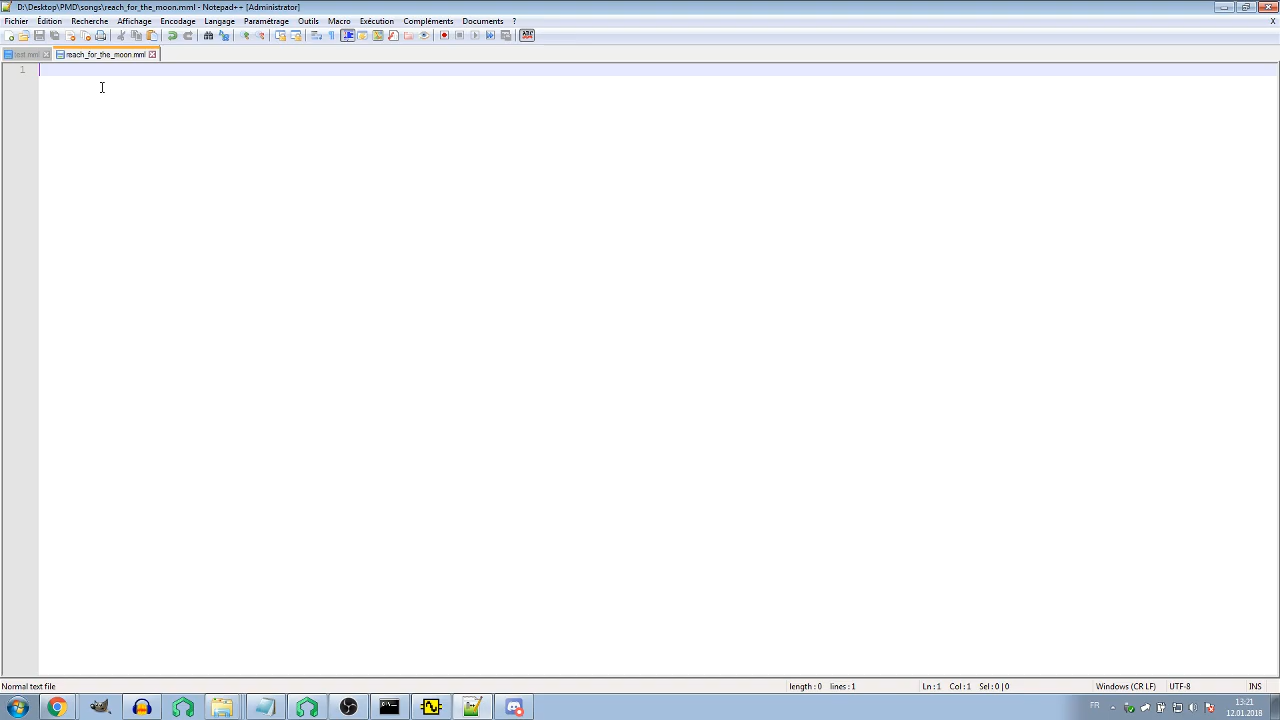 D:\Desktop\PMD\songs\reach_for_the_moon.mml - Notepad++ [Administrator]
Fichier Édition Recherche Affichage Encodage Langage Paramétrage Outils Macro Exécution Compléments Documents ? X
ABC
reach_for_the_moon.mml
1
Normal text file length : 0 lines : 1 Ln : 1 Col : 1 Sel : 0 | 0 Windows (CR LF) UTF-8 INS
FR 13:21
12.01.2018